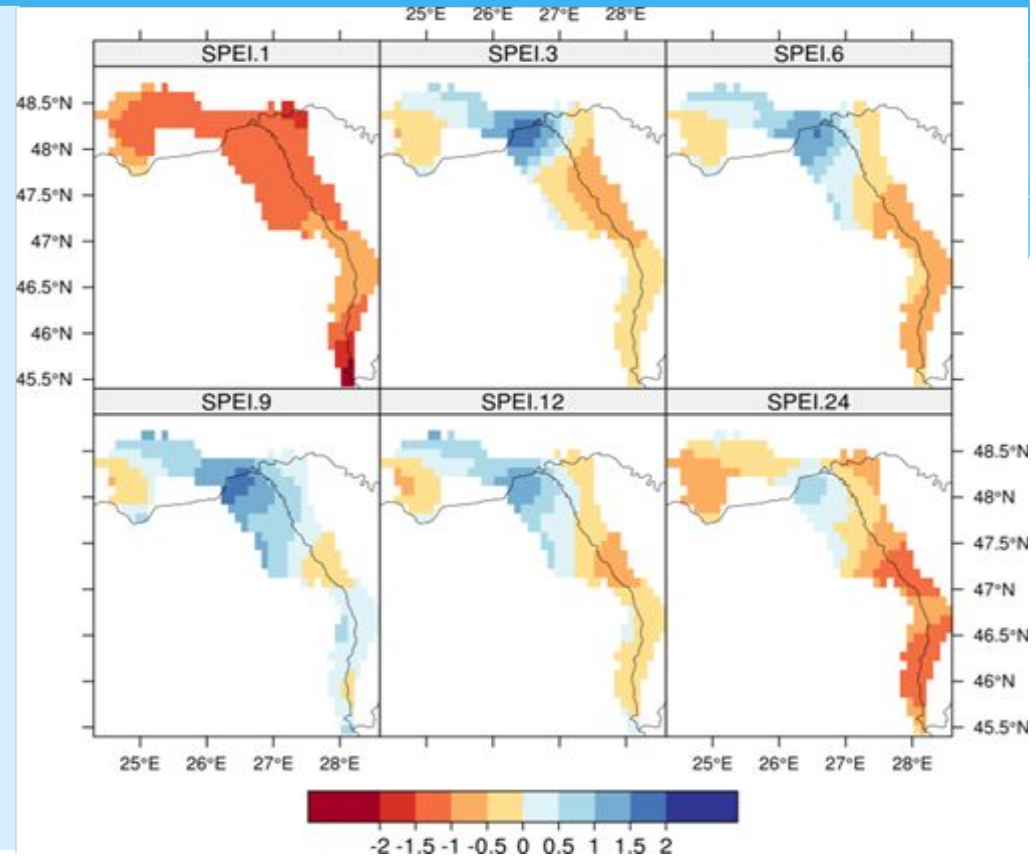 25°E 26°E 27°E 28°E
SPEI.1 SPEI.3 SPEI.6
48.5°N
48°N
47.5°N
47°N
46.5°N
46°N
45.5°N
SPEI.9 SPEI.12 SPEI.24
48.5°N
48°N
47.5°N
47°N
46.5°N
46°N
45.5°N
25°E 26°E 27°E 28°E 25°E 26°E 27°E 28°E
-2 -1.5 -1 -0.5 0 0.5 1 1.5 2